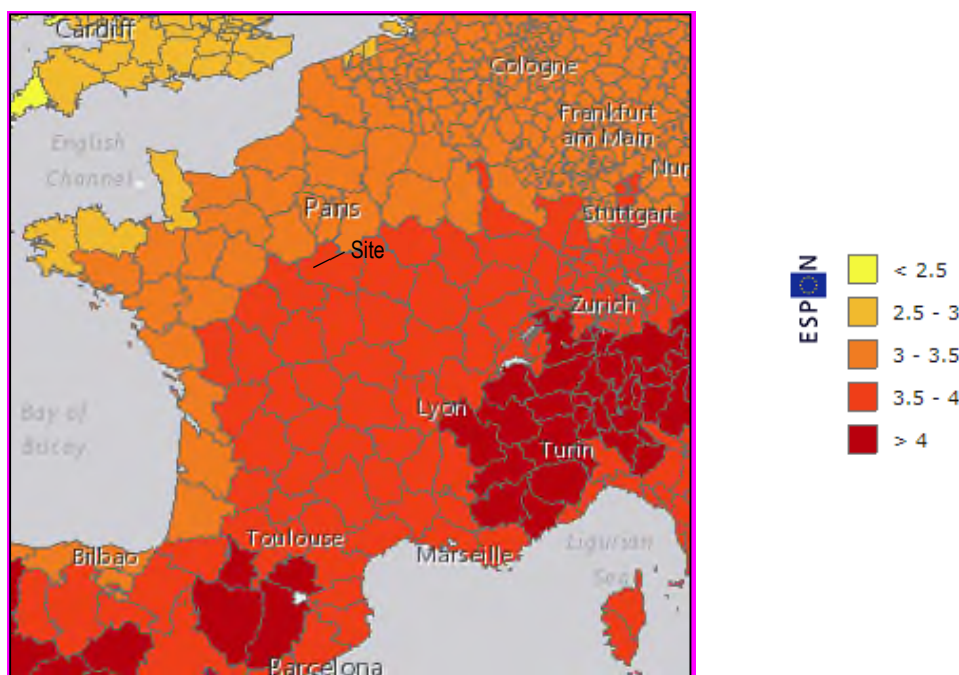 Cardiff
Cologne
Frankfurt
am Main
English
Channel
Nur
Paris
Stuttgart
Site
Zurich
Lyon
Bay of
Biscay
Turin
Toulouse
Bilbao
Marseille
Ligurian
Sea
Barcelona
ESPON
< 2.5
2.5 - 3
3 - 3.5
3.5 - 4
> 4